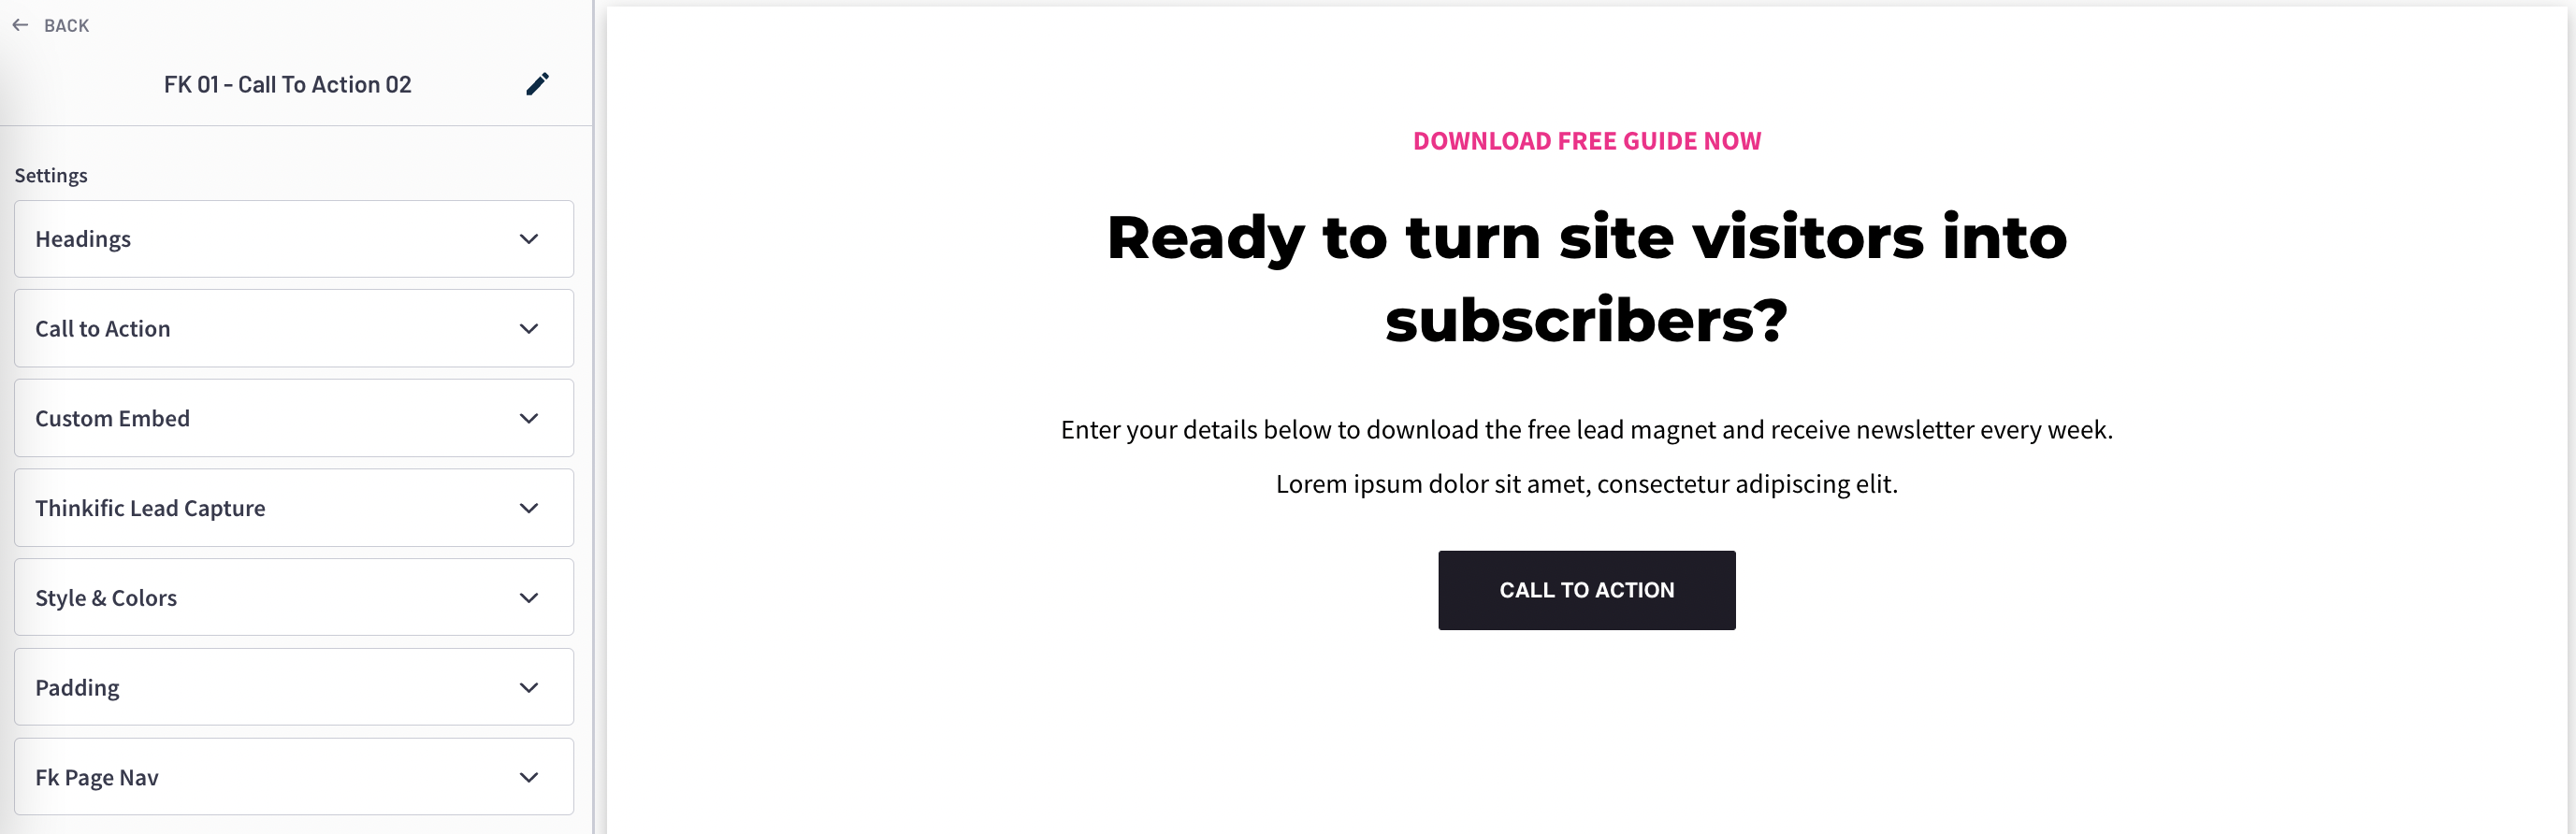 BACK
FK 01 - Call To Action 02
Settings
Headings
Call to Action
Custom Embed
Thinkific Lead Capture
Style & Colors
Padding
Fk Page Nav
DOWNLOAD FREE GUIDE NOW
Ready to turn site visitors into
subscribers?
Enter your details below to download the free lead magnet and receive newsletter every week.
Lorem ipsum dolor sit amet, consectetur adipiscing elit.
CALL TO ACTION